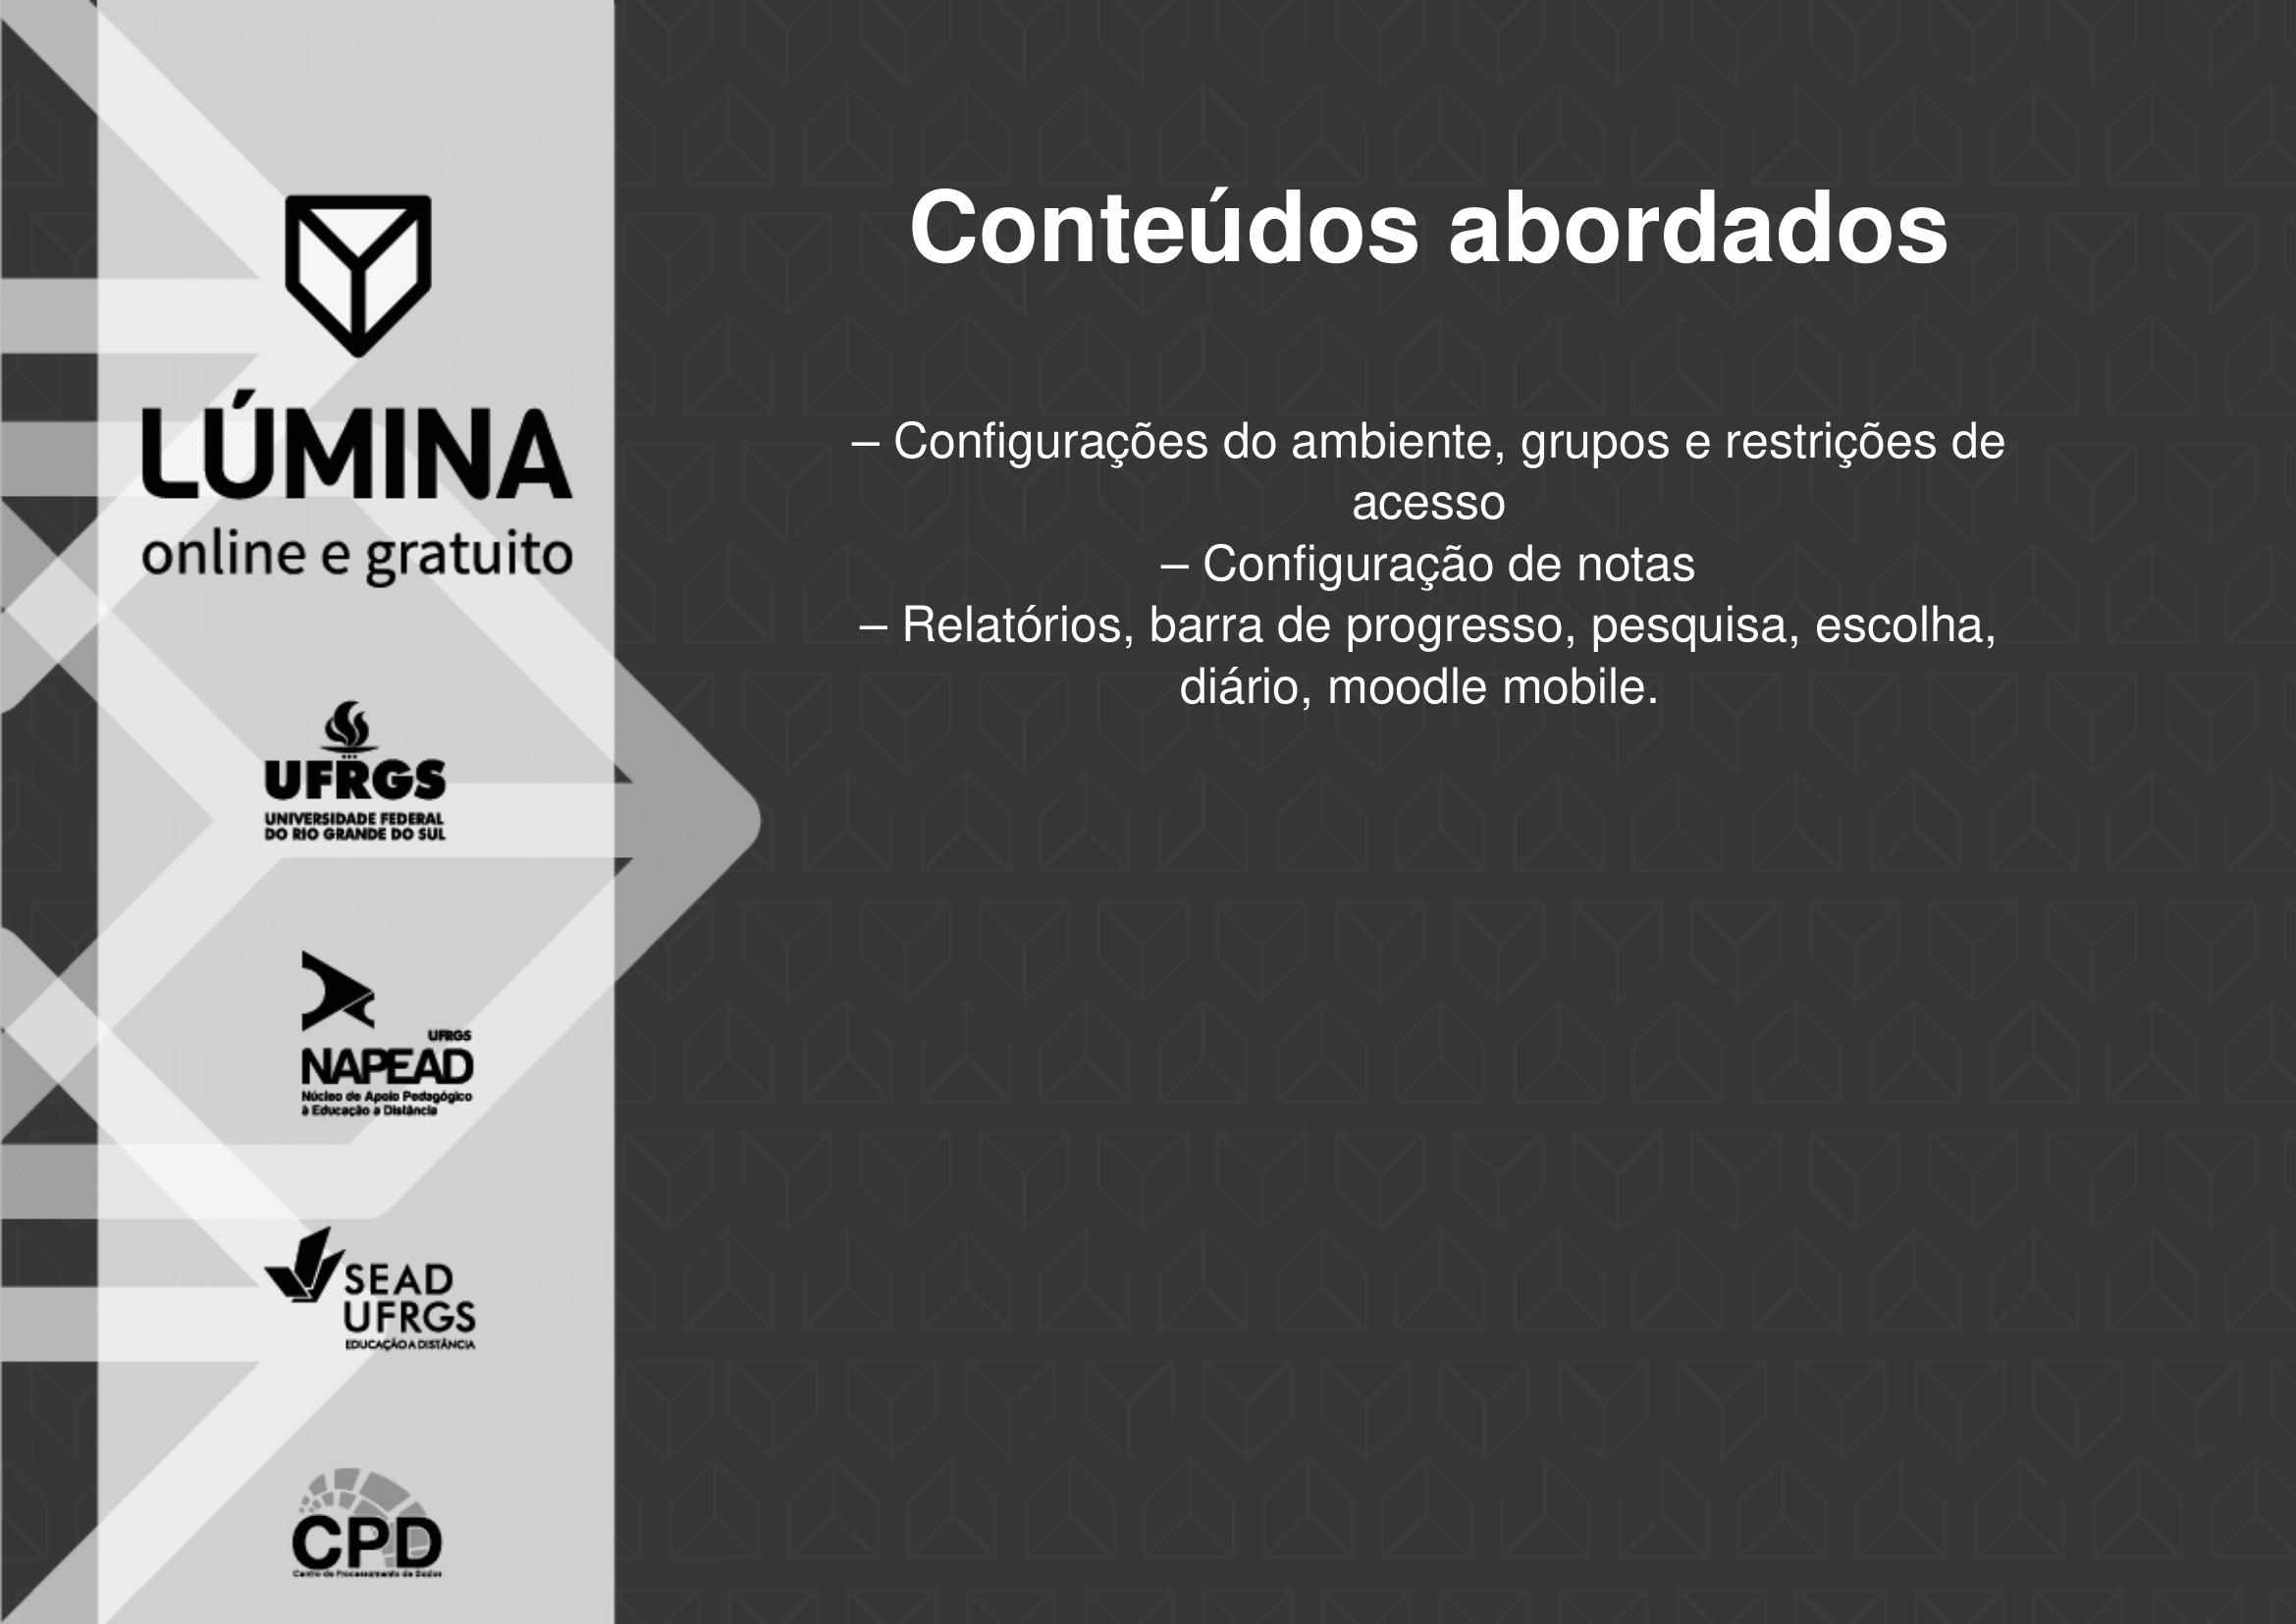 LÚMINA
online e gratuito
UFRGS
UNIVERSIDADE FEDERAL
DO RIO GRANDE DO SUL
UFRGS
NAPEAD
Núcleo de Apoio Pedagógico
à Educação a Distância
SEAD
UFRGS
EDUCAÇÃO A DISTÂNCIA
CPD
Centro de Processamento de Dados
Conteúdos abordados
– Configurações do ambiente, grupos e restrições de
acesso
– Configuração de notas
– Relatórios, barra de progresso, pesquisa, escolha,
diário, moodle mobile.